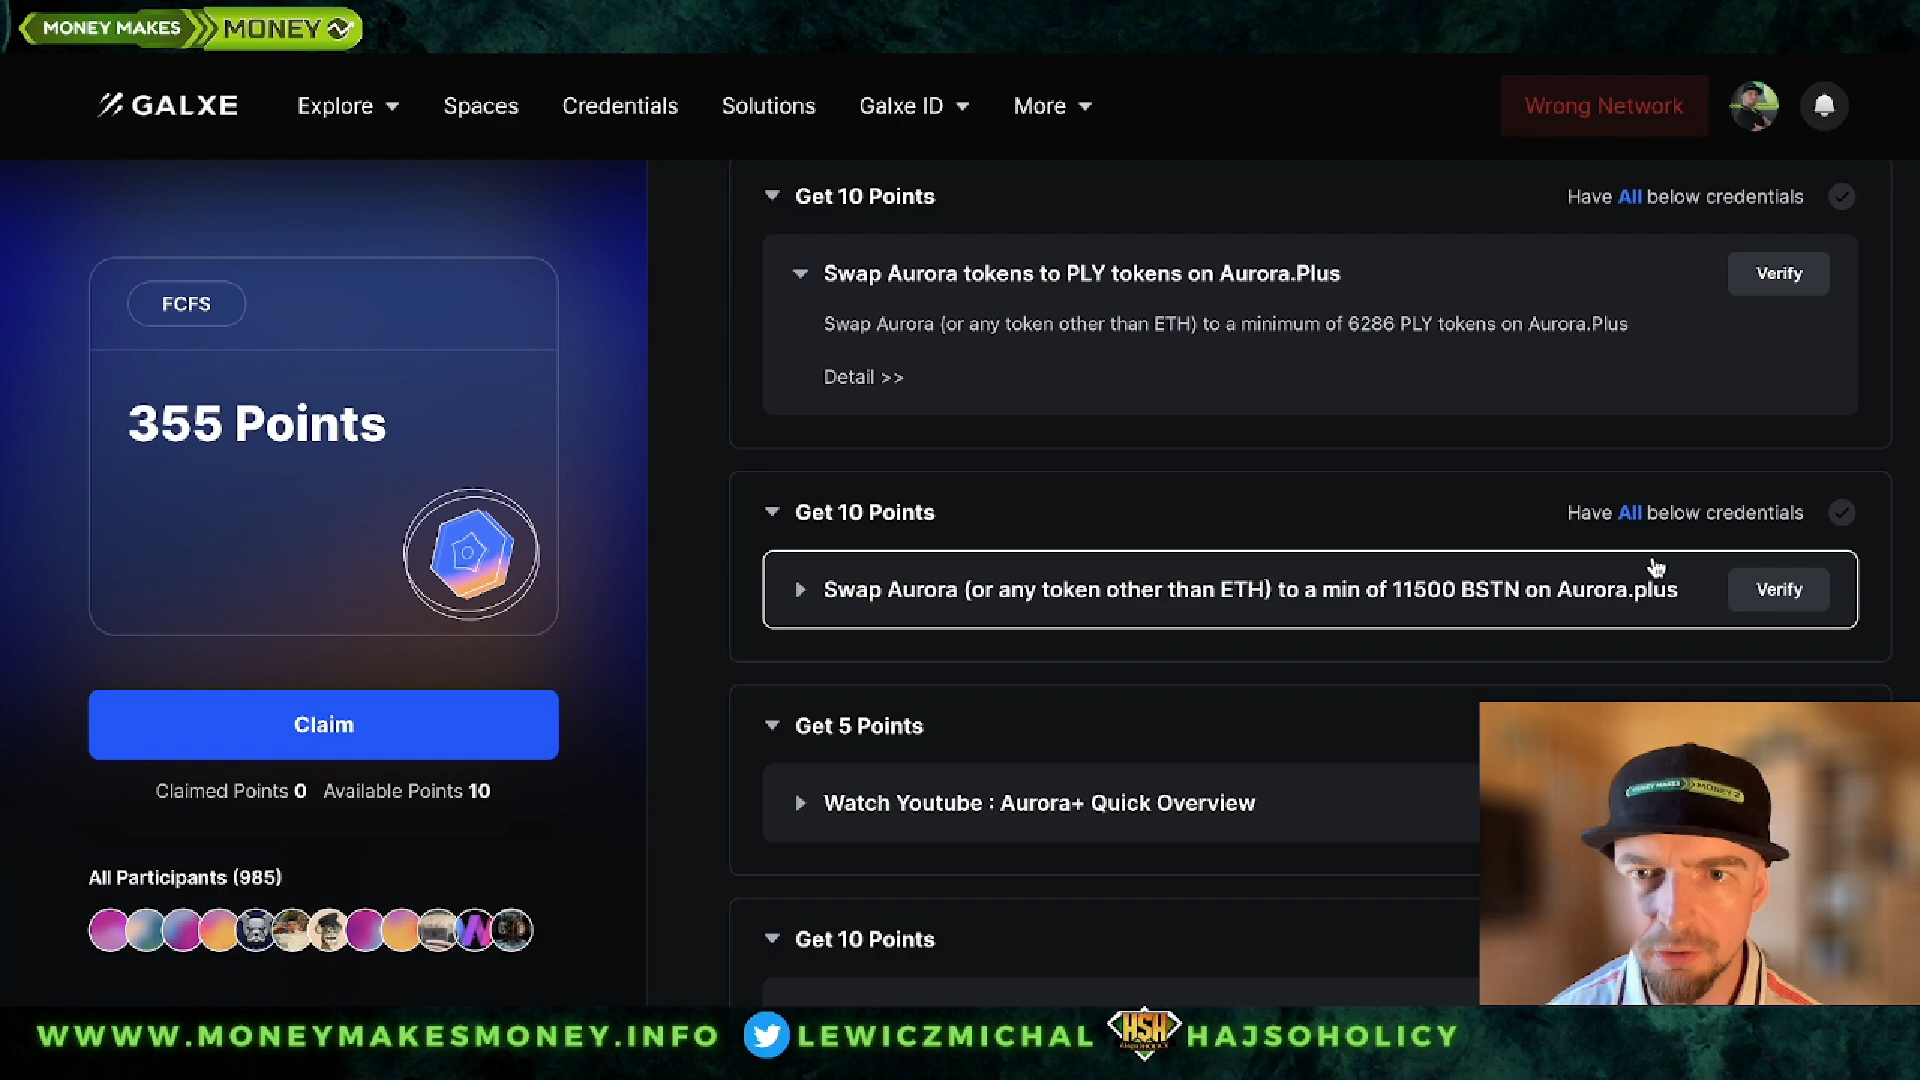 MONEY MAKES MONEY
GALXE
Explore
Spaces
Credentials
Solutions
Galxe ID
More
Wrong Network
FCFS
355 Points
Claim
Claimed Points 0 Available Points 10
All Participants (985)
Get 10 Points
Have All below credentials
Swap Aurora tokens to PLY tokens on Aurora.Plus
Verify
Swap Aurora (or any token other than ETH) to a minimum of 6286 PLY tokens on Aurora.Plus
Detail >>
Get 10 Points
Have All below credentials
Swap Aurora (or any token other than ETH) to a min of 11500 BSTN on Aurora.plus
Verify
Get 5 Points
Watch Youtube : Aurora+ Quick Overview
Get 10 Points
MONEY MAKES MONEY
WWWW.MONEYMAKESMONEY.INFO
LEWICZMICHAL
HSH
HAJSOHOLICY